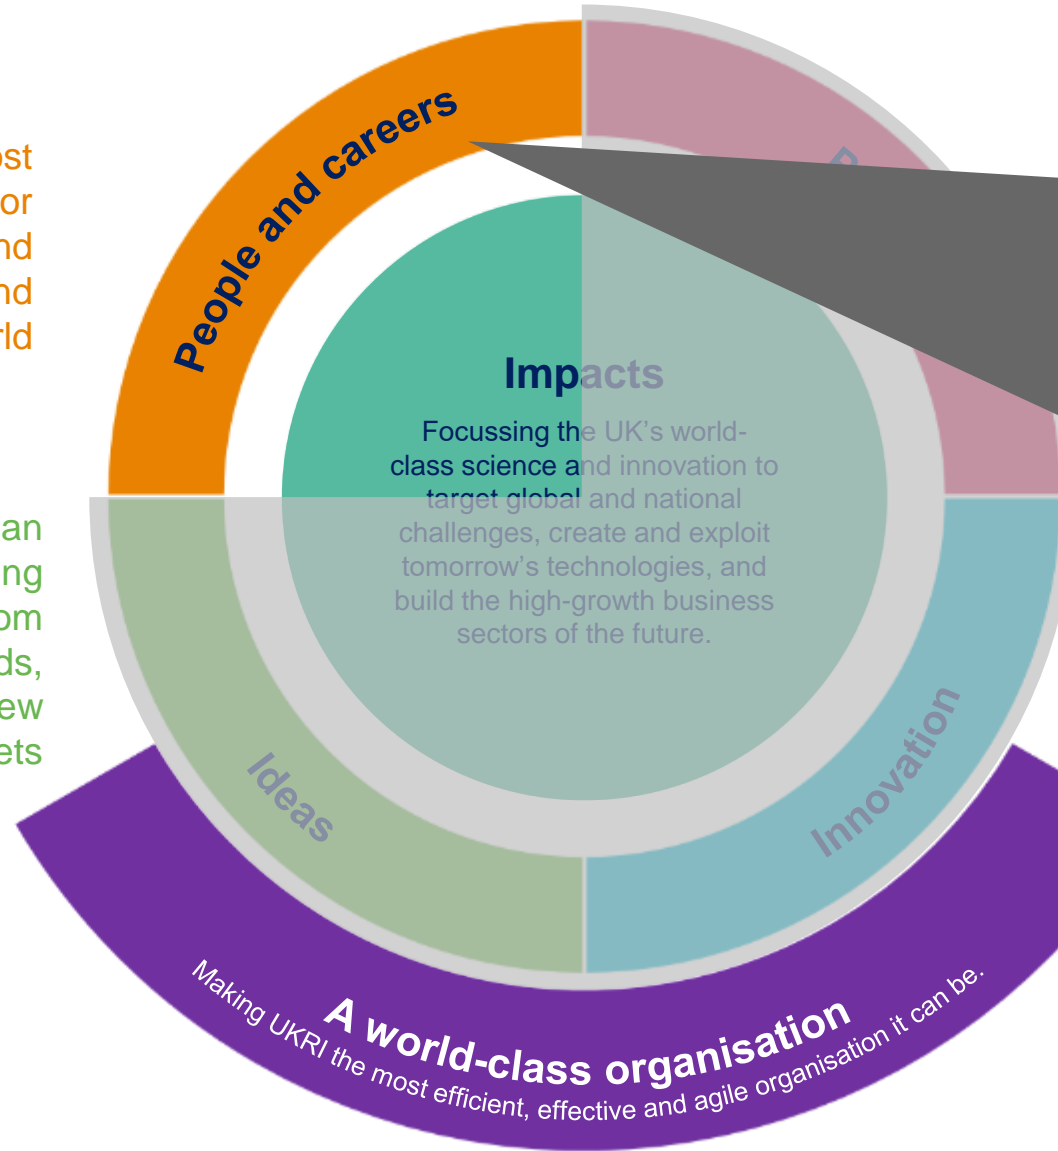 People and careers
Impacts
Focussing the UK's world-
class science and innovation to
target global and national
challenges, create and exploit
tomorrow's technologies, and
build the high-growth business
sectors of the future.
Ideas
Innovation
A world-class organisation
Making UKRI the most efficient, effective and agile organisation it can be.